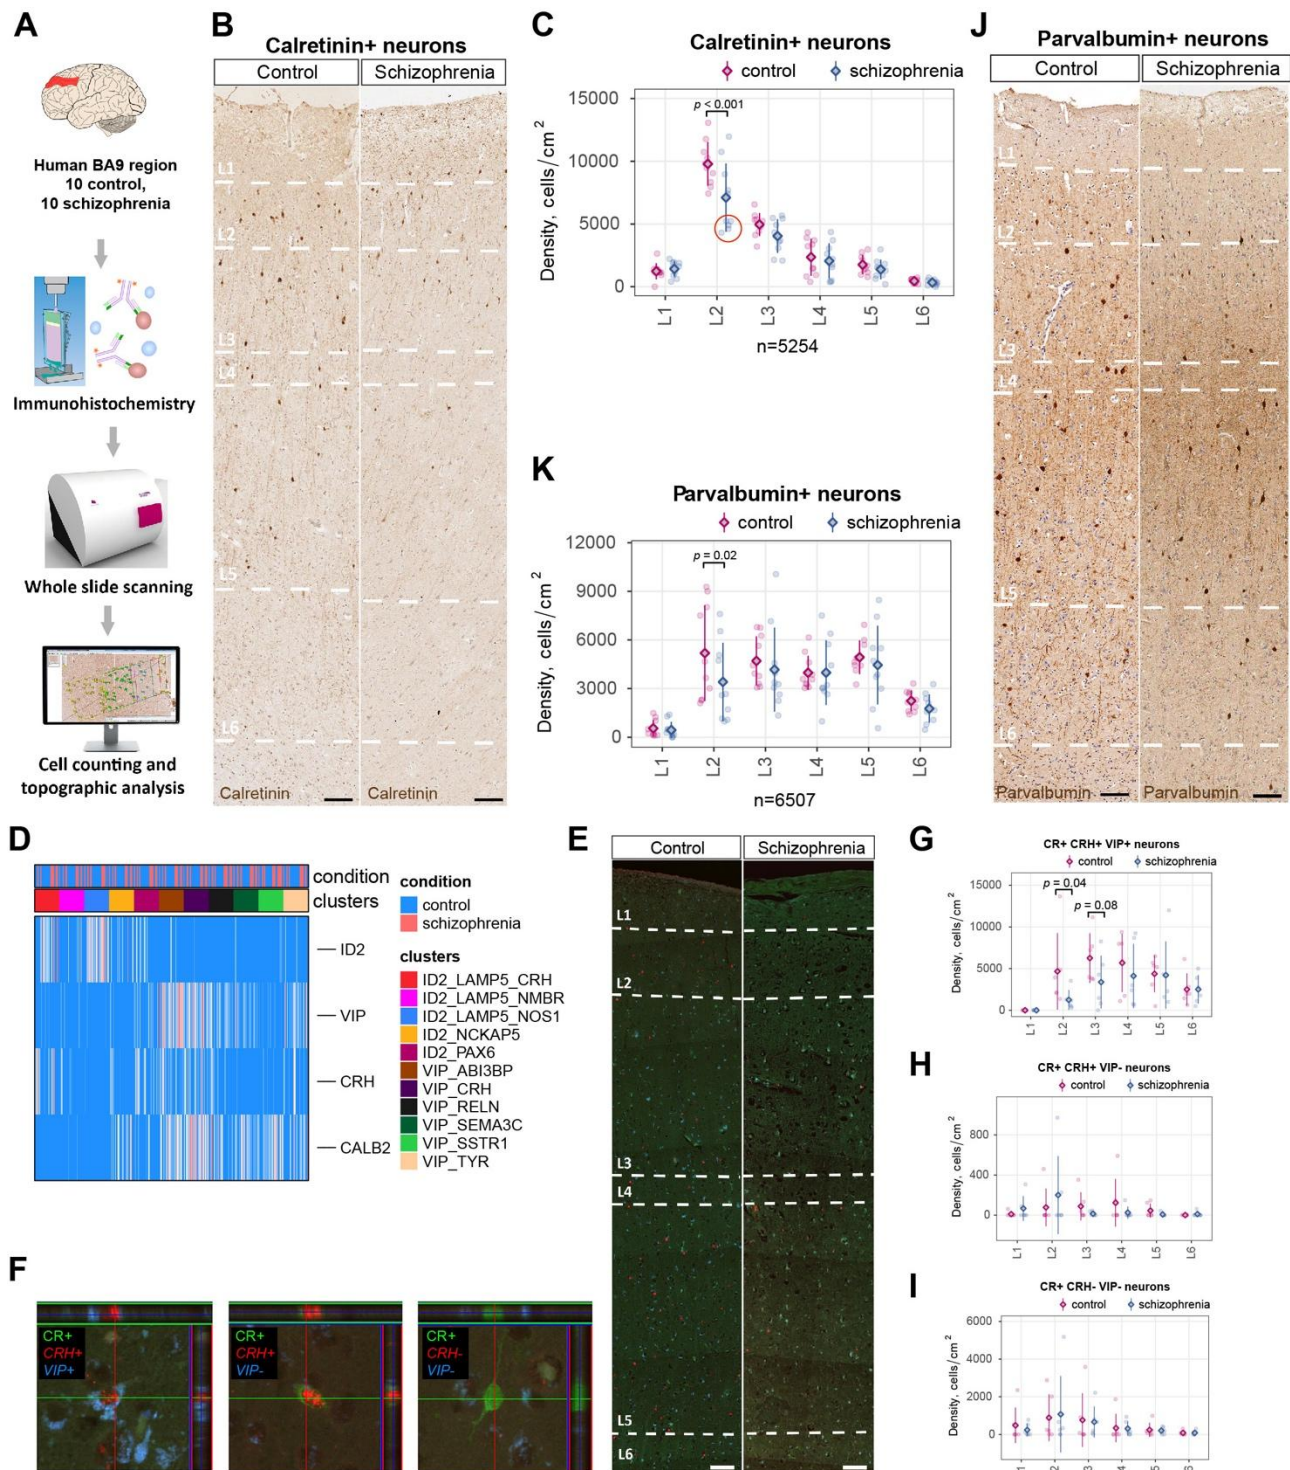 A
Human BA9 region
10 control,
10 schizophrenia
Immunohistochemistry
Whole slide scanning
Cell counting and
topographic analysis
B
Calretinin+ neurons
Control Schizophrenia
L1
L2
L3
L4
L5
L6
Calretinin Calretinin
C
Calretinin+ neurons
control schizophrenia
Density, cells/cm2
15000
10000
5000
0
p < 0.001
L1 L2 L3 L4 L5 L6
n=5254
K
Parvalbumin+ neurons
control schizophrenia
Density, cells/cm2
12000
9000
6000
3000
0
p = 0.02
L1 L2 L3 L4 L5 L6
n=6507
J
Parvalbumin+ neurons
Control Schizophrenia
L1
L2
L3
L4
L5
L6
Parvalbumin Parvalbumin
D
condition
clusters
ID2
VIP
CRH
CALB2
condition
control
schizophrenia
clusters
ID2_LAMP5_CRH
ID2_LAMP5_NMBR
ID2_LAMP5_NOS1
ID2_NCKAP5
ID2_PAX6
VIP_ABI3BP
VIP_CRH
VIP_RELN
VIP_SEMA3C
VIP_SSTR1
VIP_TYR
E
Control Schizophrenia
L1
L2
L3
L4
L5
L6
F
CR+
CRH+
VIP+
CR+
CRH+
VIP-
CR+
CRH-
VIP-
G
CR+ CRH+ VIP+ neurons
control schizophrenia
Density, cells/cm2
15000
10000
5000
0
p = 0.04
p = 0.08
L1 L2 L3 L4 L5 L6
H
CR+ CRH+ VIP- neurons
control schizophrenia
Density, cells/cm2
800
400
0
L1 L2 L3 L4 L5 L6
I
CR+ CRH- VIP- neurons
control schizophrenia
Density, cells/cm2
6000
4000
2000
0